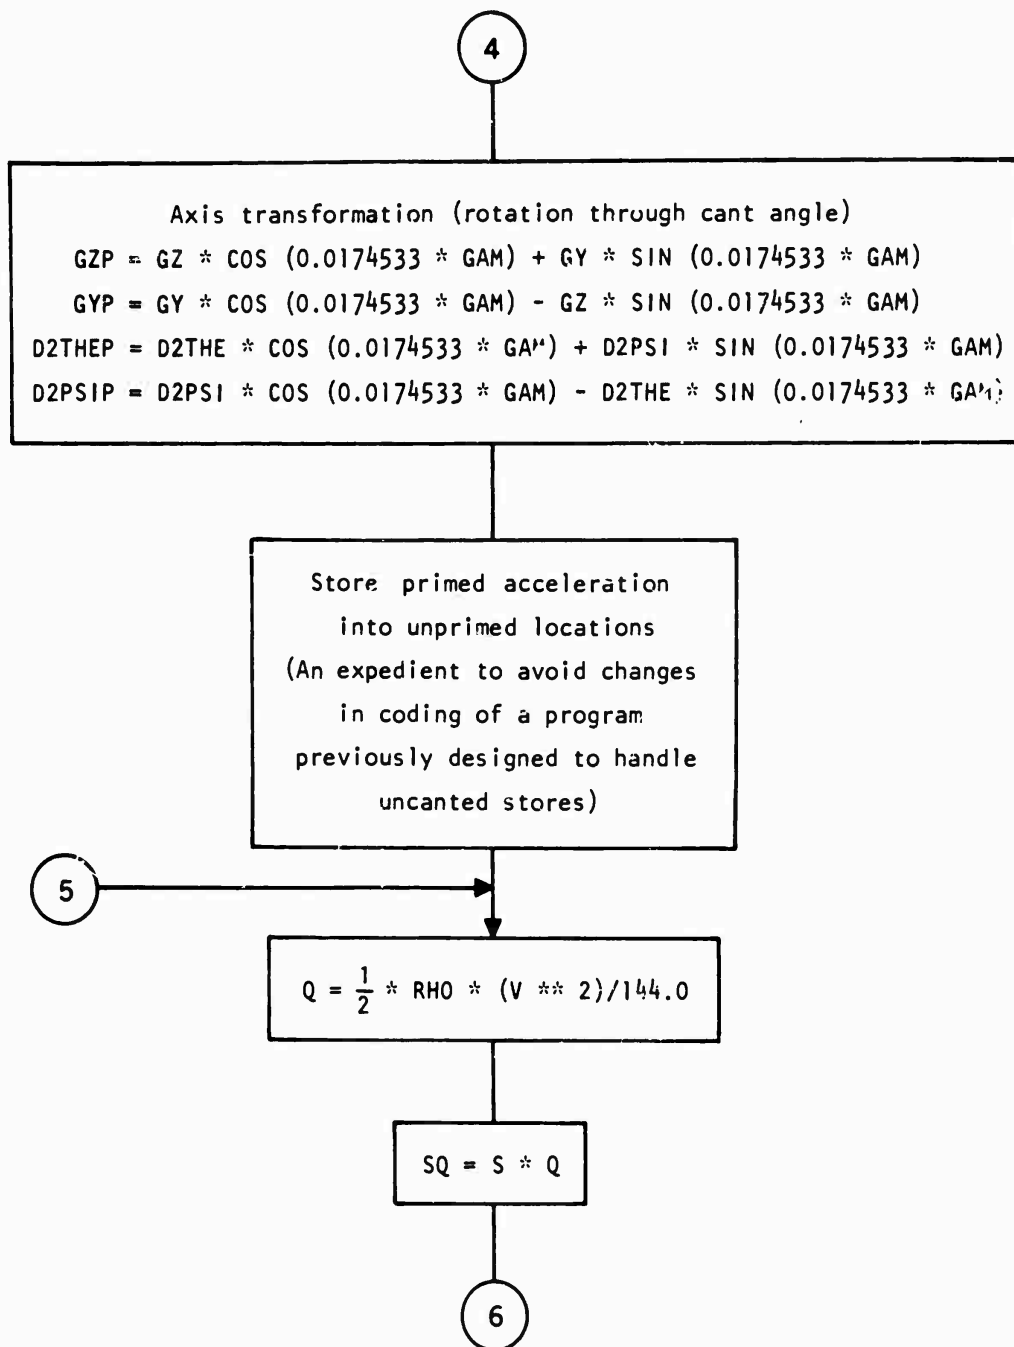 4
Axis transformation (rotation through cant angle)
GZP = GZ * COS (0.0174533 * GAM) + GY * SIN (0.0174533 * GAM)
GYP = GY * COS (0.0174533 * GAM) - GZ * SIN (0.0174533 * GAM)
D2THEP = D2THE * COS (0.0174533 * GAM) + D2PSI * SIN (0.0174533 * GAM)
D2PSIP = D2PSI * COS (0.0174533 * GAM) - D2THE * SIN (0.0174533 * GAM)
Store primed acceleration
into unprimed locations
(An expedient to avoid changes
in coding of a program
previously designed to handle
uncanted stores)
5
Q = 1/2 * RHO * (V ** 2)/144.0
SQ = S * Q
6